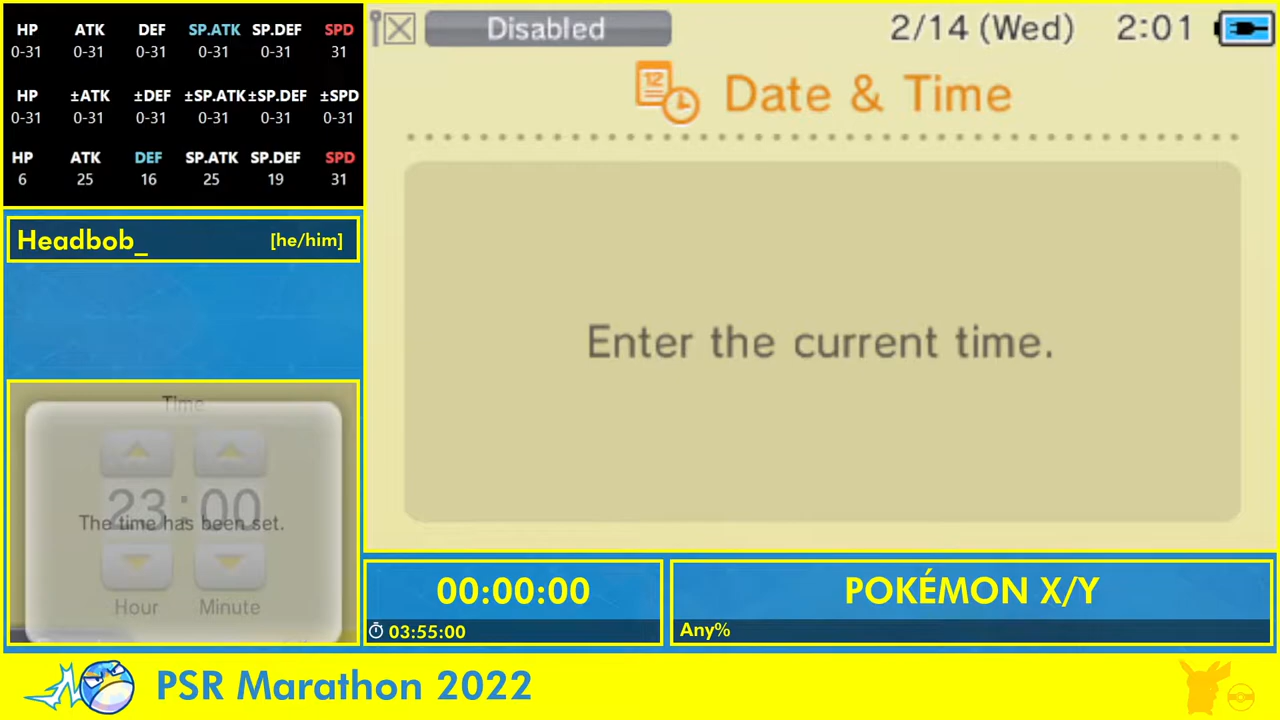 HP ATK DEF SP.ATK SP.DEF SPD
0-31 0-31 0-31 0-31 0-31 31
HP ±ATK ±DEF ±SP.ATK ±SP.DEF ±SPD
0-31 0-31 0-31 0-31 0-31 0-31
HP ATK DEF SP.ATK SP.DEF SPD
6 25 16 25 19 31
Headbob_ [he/him]
Time
23:00
The time has been set.
Hour Minute
Disabled 2/14 (Wed) 2:01
12
Date & Time
Enter the current time.
00:00:00
03:55:00
POKÉMON X/Y
Any%
PSR Marathon 2022